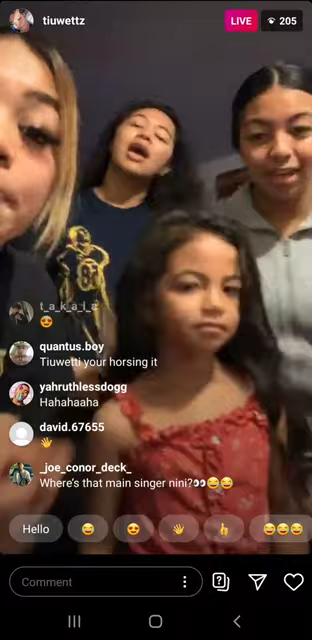 tiuwettz
LIVE
205
t_a_k_a_l_a
quantus.boy
Tiuwetti your horsing it
yahruthlessdogg
Hahahaaha
david.67655
_joe_conor_deck_
Where's that main singer nini?👀😂😂
Hello
Comment